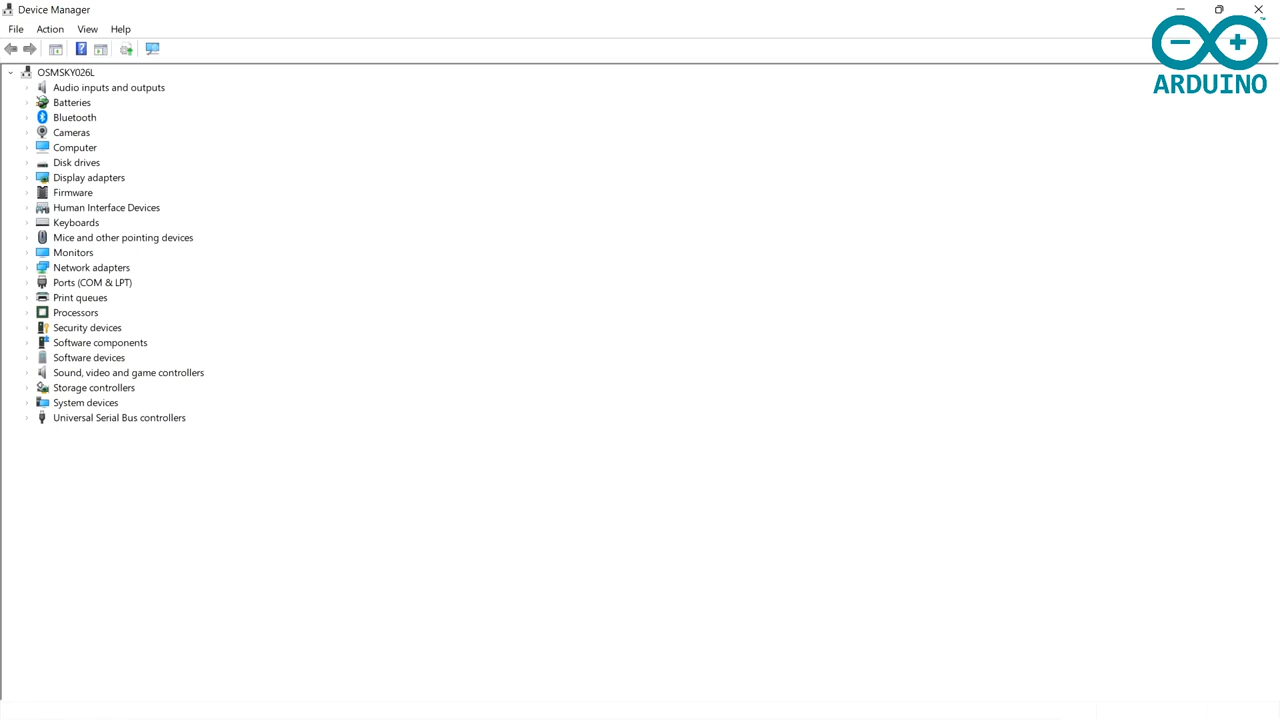 Device Manager
File Action View Help
ARDUINO
OSMSKY026L
Audio inputs and outputs
Batteries
Bluetooth
Cameras
Computer
Disk drives
Display adapters
Firmware
Human Interface Devices
Keyboards
Mice and other pointing devices
Monitors
Network adapters
Ports (COM & LPT)
Print queues
Processors
Security devices
Software components
Software devices
Sound, video and game controllers
Storage controllers
System devices
Universal Serial Bus controllers